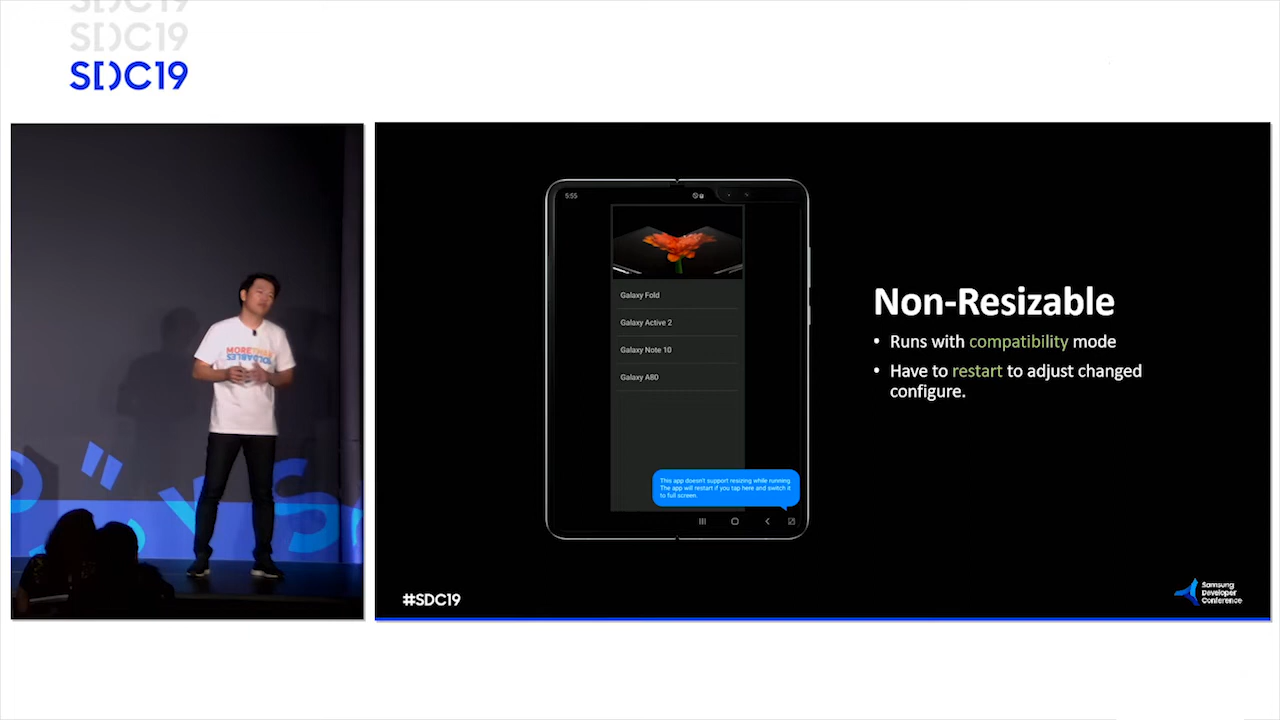 SDC19
SDC19
SDC19
MORE
FOLDABLES
5:55
Galaxy Fold
Galaxy Active 2
Galaxy Note 10
Galaxy A80
This app doesn't support resizing while running.
The app will restart if you tap here and switch it
to full screen.
Non-Resizable
• Runs with compatibility mode
• Have to restart to adjust changed
configure.
#SDC19
Samsung
Developer
Conference